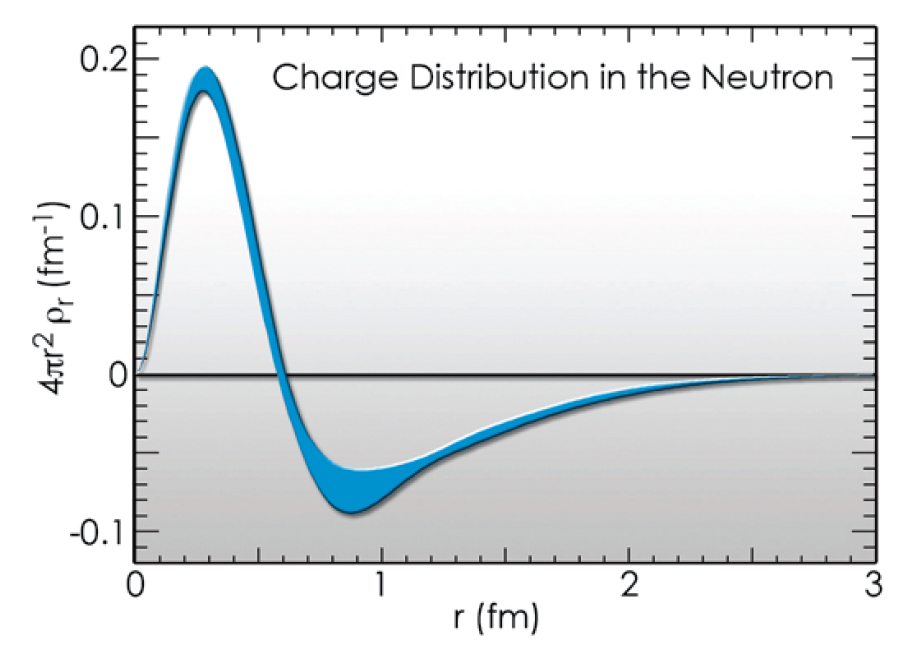 Charge Distribution in the Neutron
0.2
0.1
0
-0.1
4πr² ρr (fm⁻¹)
0 1 2 3
r (fm)